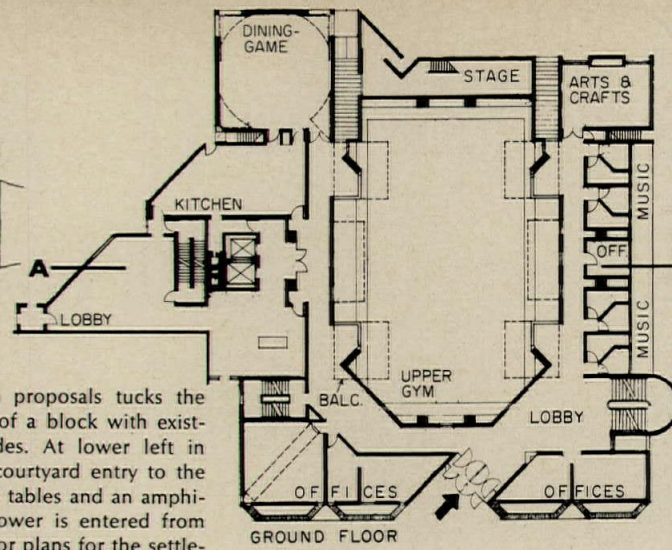 DINING-
GAME
STAGE
ARTS &
CRAFTS
KITCHEN
MUSIC
OFF.
A
LOBBY
MUSIC
UPPER
GYM
BALC.
LOBBY
OFFICES
OFFICES
GROUND FLOOR
proposals tucks the
of a block with exist-
des. At lower left in
courtyard entry to the
tables and an amphi-
ower is entered from
or plans for the settle-